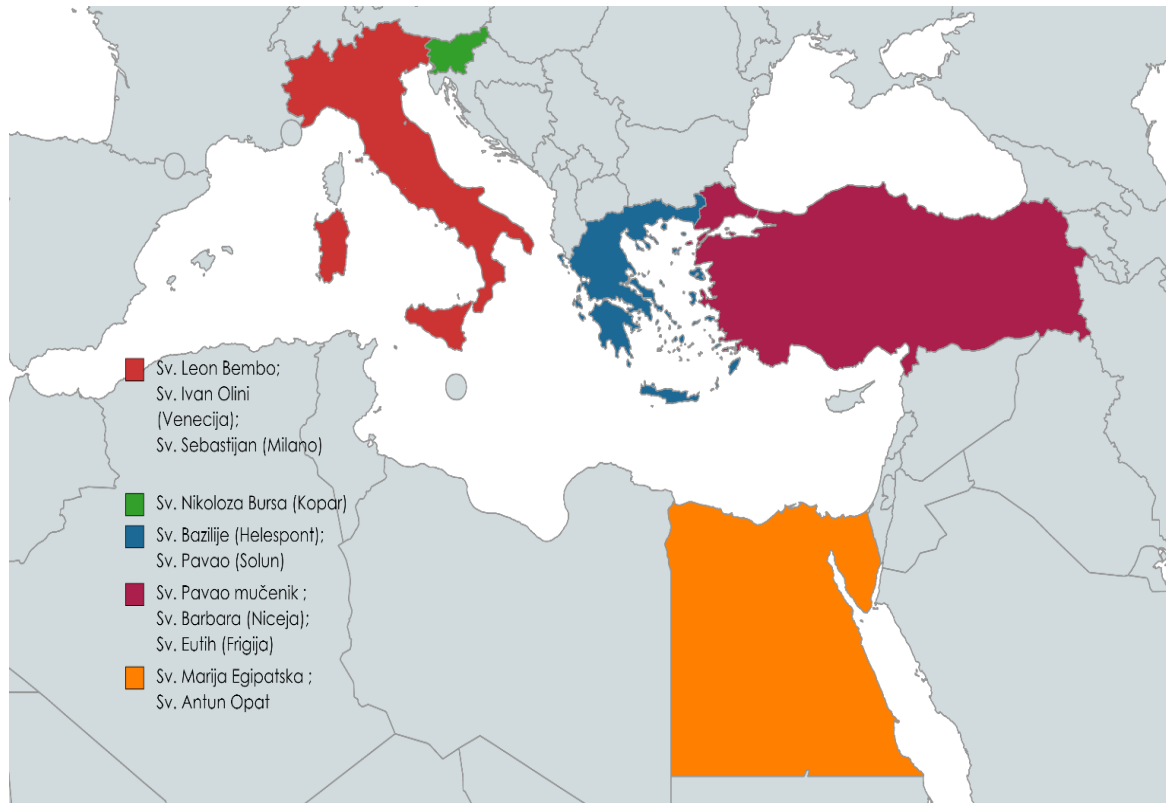 Sv. Leon Bembo;
Sv. Ivan Olini
(Venecija);
Sv. Sebastijan (Milano)
Sv. Nikoloza Bursa (Kopar)
Sv. Bazilije (Helespont);
Sv. Pavao (Solun)
Sv. Pavao mučenik ;
Sv. Barbara (Niceja);
Sv. Eutih (Frigija)
Sv. Marija Egipatska ;
Sv. Antun Opat